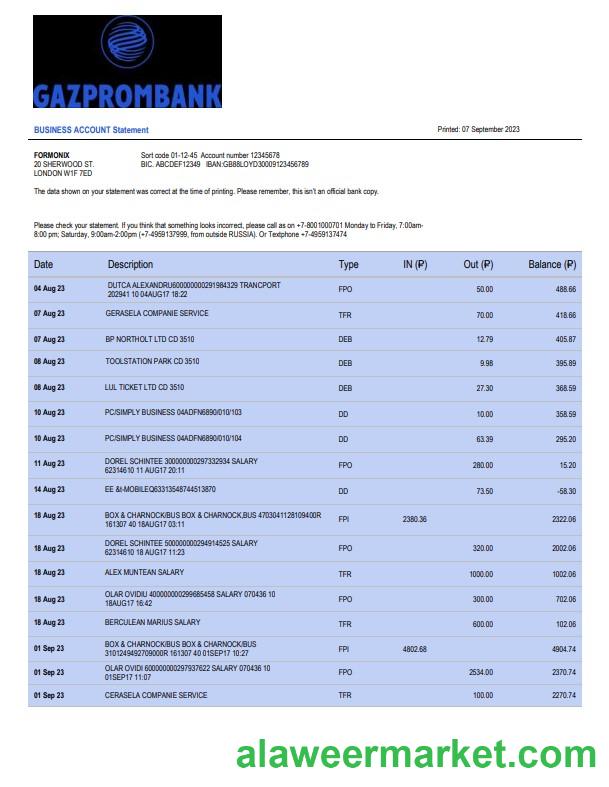 GAZPROMBANK
BUSINESS ACCOUNT Statement Printed: 07 September 2023
FORMONIX Sort code 01-12-45 Account number 12345678
20 SHERWOOD ST. BIC. ABCDEF12349 IBAN:GB88LOYD30009123456789
LONDON W1F 7ED
The data shown on your statement was correct at the time of printing. Please remember, this isn't an official bank copy.
Please check your statement. If you think that something looks incorrect, please call as on +7-8001000701 Monday to Friday, 7:00am-
8:00 pm; Saturday, 9:00am-2:00pm (+7-4959137999, from outside RUSSIA). Or Textphone +7-4959137474
Date Description Type IN (₽) Out (₽) Balance (₽)
04 Aug 23 DUTCA ALEXANDRU600000000291984329 TRANCPORT
202941 10 04AUG17 18:22 FPO 50.00 488.66
07 Aug 23 GERASELA COMPANIE SERVICE TFR 70.00 418.66
07 Aug 23 BP NORTHOLT LTD CD 3510 DEB 12.79 405.87
08 Aug 23 TOOLSTATION PARK CD 3510 DEB 9.98 395.89
08 Aug 23 LUL TICKET LTD CD 3510 DEB 27.30 368.59
10 Aug 23 PC/SIMPLY BUSINESS 04ADFN6890/010/103 DD 10.00 358.59
10 Aug 23 PC/SIMPLY BUSINESS 04ADFN6890/010/104 DD 63.39 295.20
11 Aug 23 DOREL SCHINTEE 300000000297332934 SALARY
62314610 11 AUG17 20:11 FPO 280.00 15.20
14 Aug 23 EE &t-MOBILEQ63313548744513870 DD 73.50 -58.30
18 Aug 23 BOX & CHARNOCK/BUS BOX & CHARNOCK,BUS 4703041128109400R
161307 40 18AUG17 03:11 FPI 2380.36 2322.06
18 Aug 23 DOREL SCHINTEE 500000000294914525 SALARY
62314610 18 AUG17 11:23 FPO 320.00 2002.06
18 Aug 23 ALEX MUNTEAN SALARY TFR 1000.00 1002.06
18 Aug 23 OLAR OVIDIU 400000000299685458 SALARY 070436 10
18AUG17 16:42 FPO 300.00 702.06
18 Aug 23 BERCULEAN MARIUS SALARY TFR 600.00 102.06
01 Sep 23 BOX & CHARNOCK/BUS BOX & CHARNOCK/BUS
3101249492709000R 161307 40 01SEP17 10:27 FPI 4802.68 4904.74
01 Sep 23 OLAR OVIDI 600000000297937622 SALARY 070436 10
01SEP17 11:07 FPO 2534.00 2370.74
01 Sep 23 CERASELA COMPANIE SERVICE TFR 100.00 2270.74
alaweermarket.com